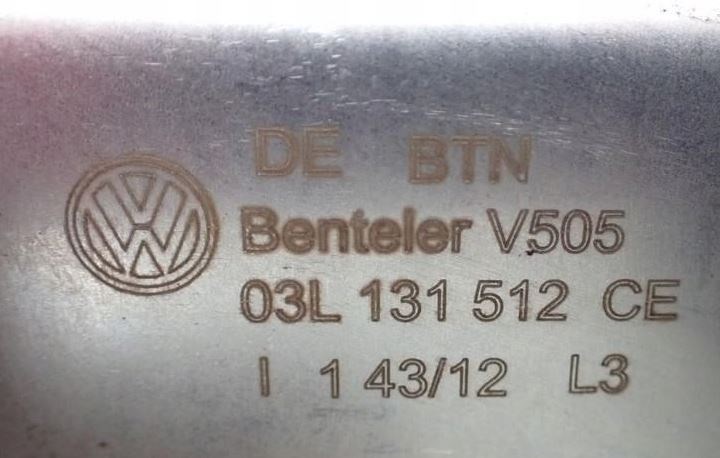 DE BTN
Benteler V505
03L 131 512 CE
I 1 43/12 L3